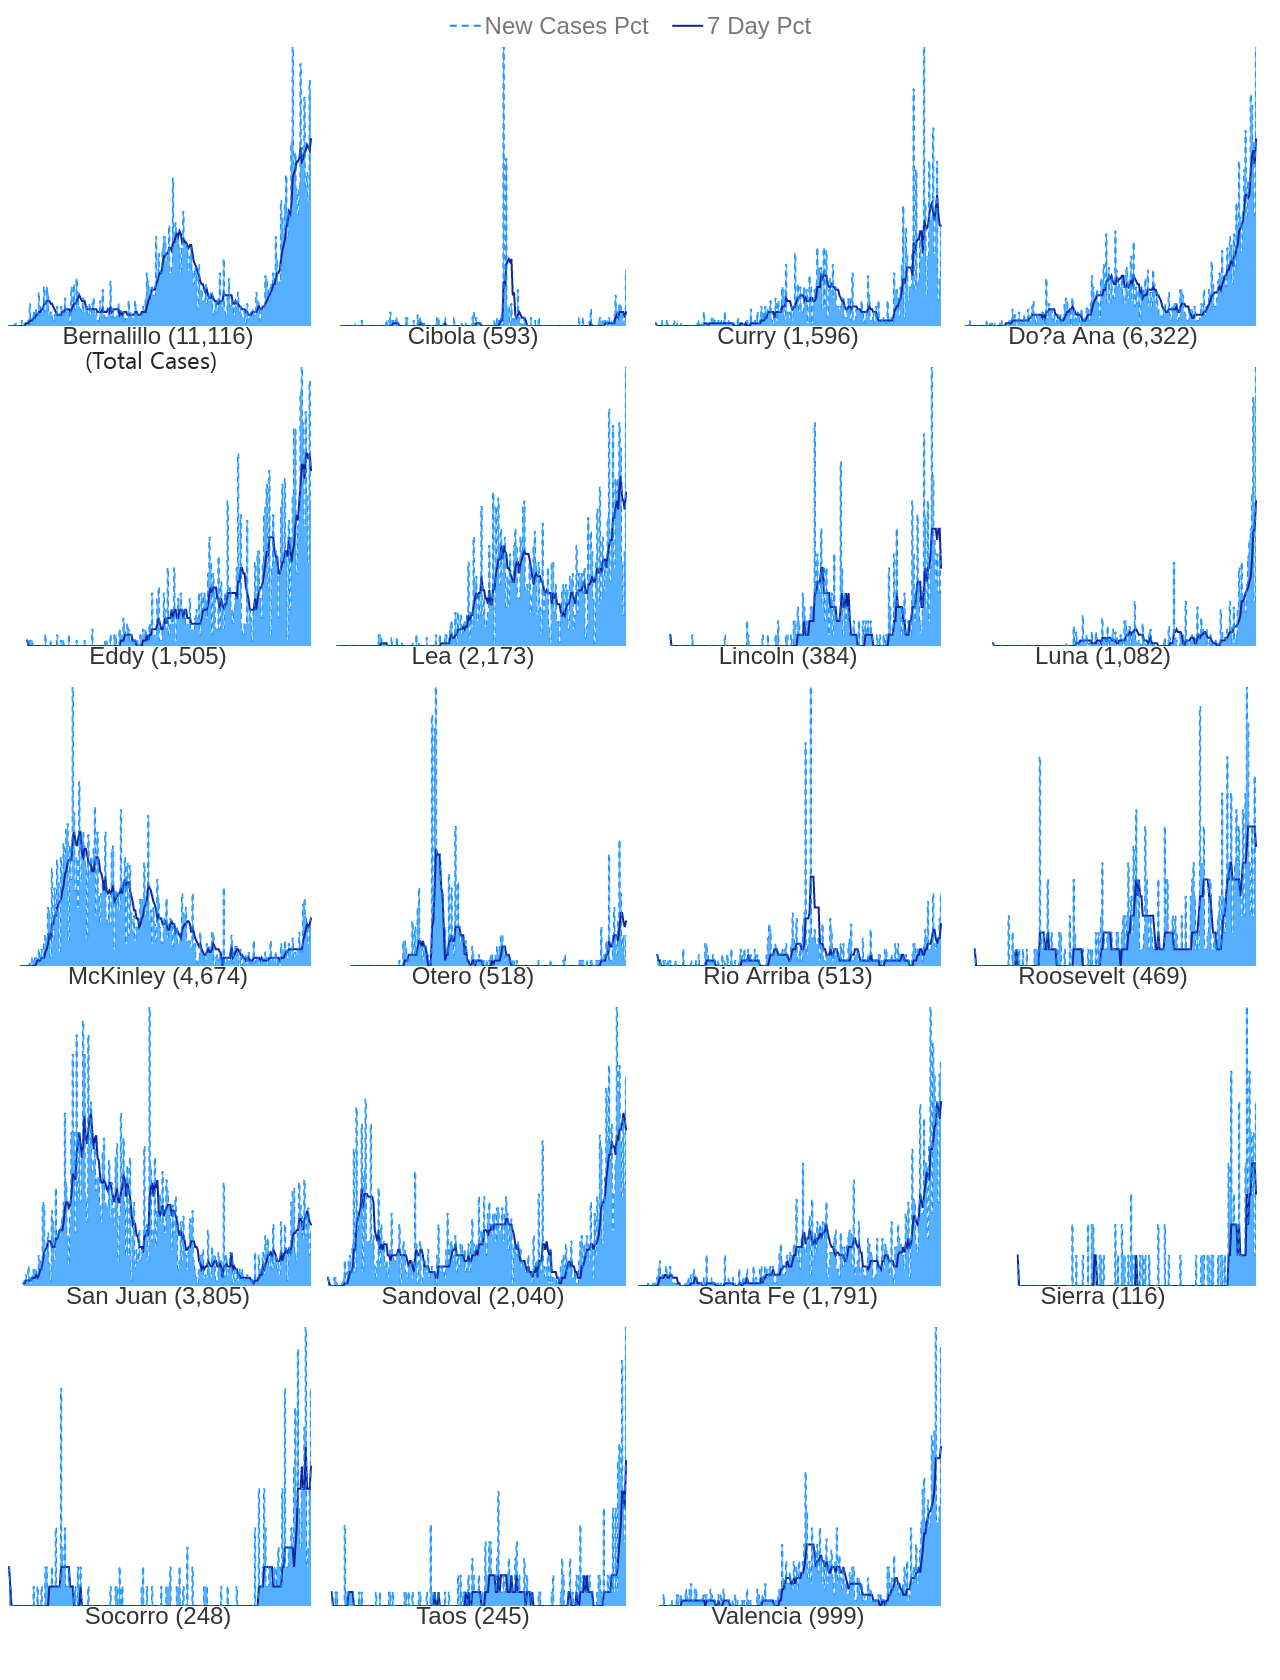 New Cases Pct 7 Day Pct
Bernalillo (11,116) Cibola (593) Curry (1,596) Do?a Ana (6,322)
(Total Cases)
Eddy (1,505) Lea (2,173) Lincoln (384) Luna (1,082)
McKinley (4,674) Otero (518) Rio Arriba (513) Roosevelt (469)
San Juan (3,805) Sandoval (2,040) Santa Fe (1,791) Sierra (116)
Socorro (248) Taos (245) Valencia (999)